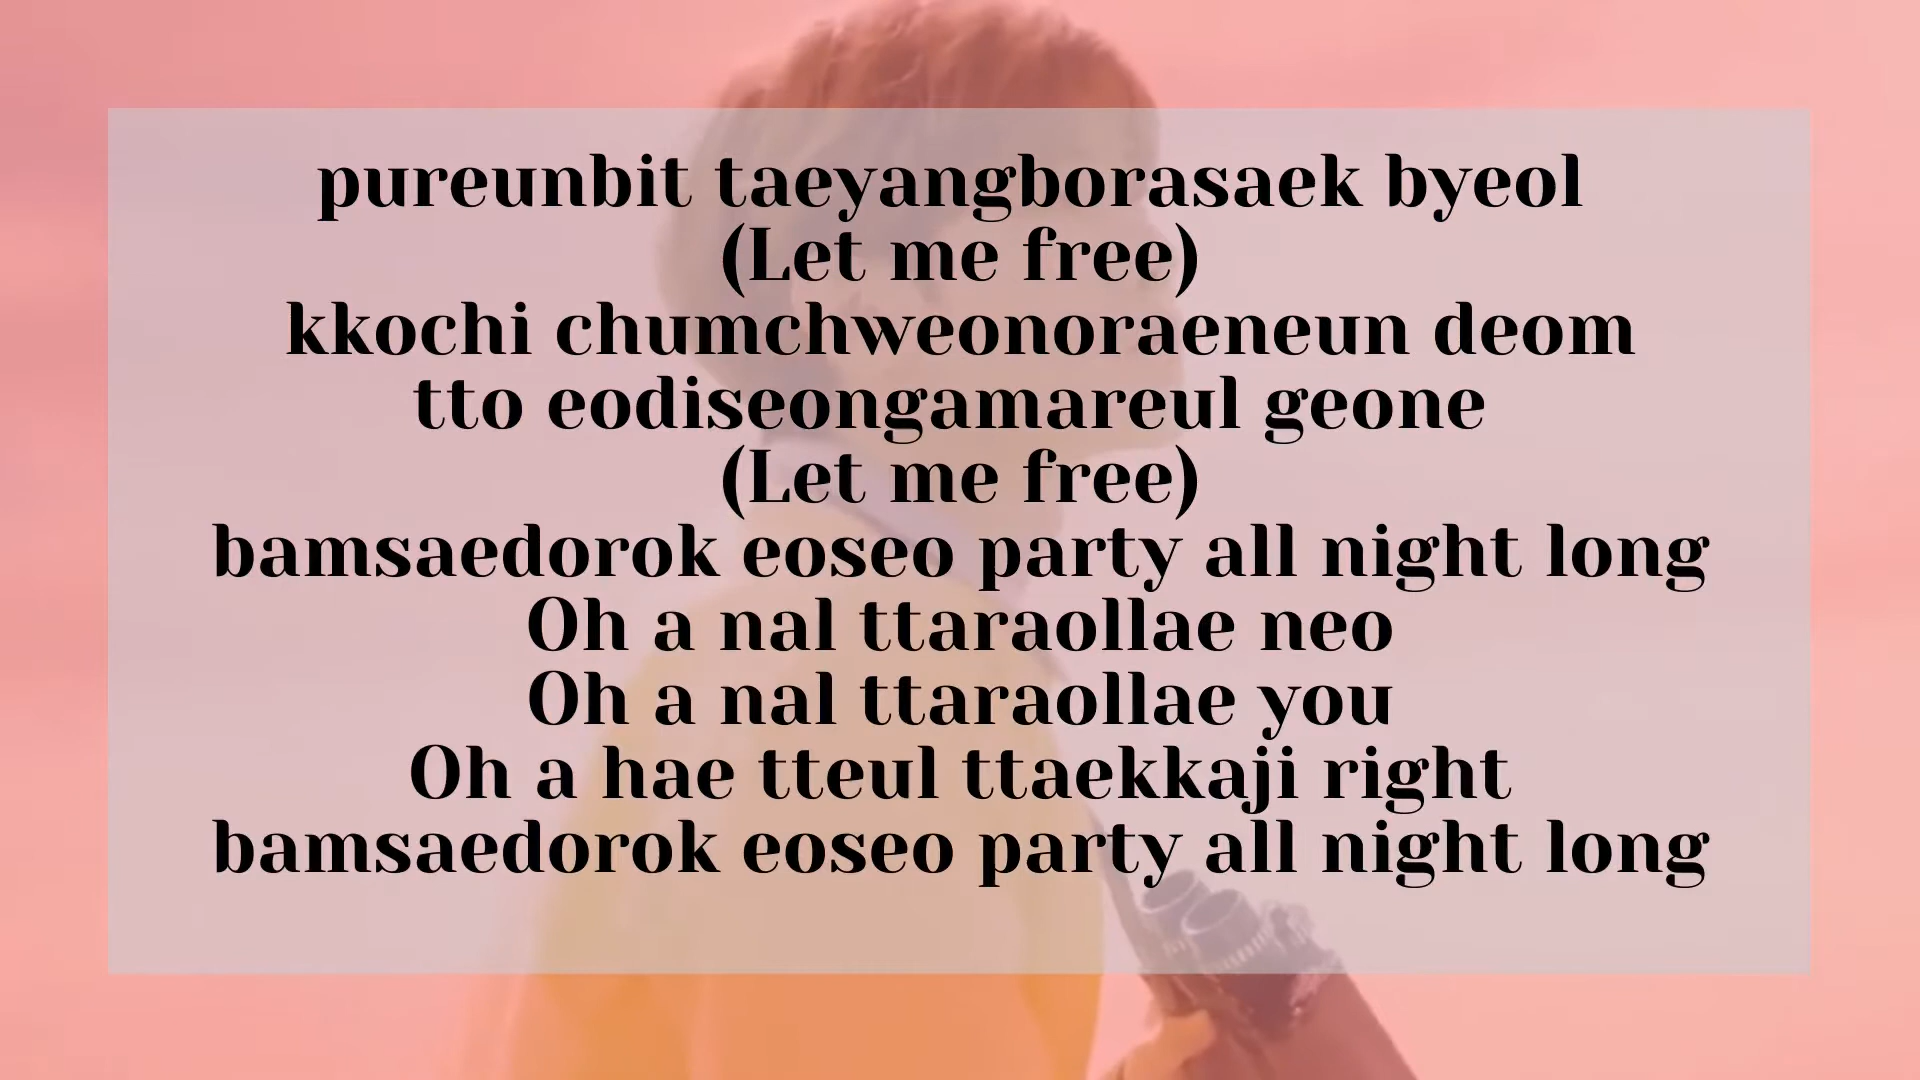 pureunbit taeyangborasaek byeol
(Let me free)
kkochi chumchweonoraeneun deom
tto eodiseongamareul geone
(Let me free)
bamsaedorok eoseo party all night long
Oh a nal ttaraollae neo
Oh a nal ttaraollae you
Oh a hae tteul ttaekkaji right
bamsaedorok eoseo party all night long